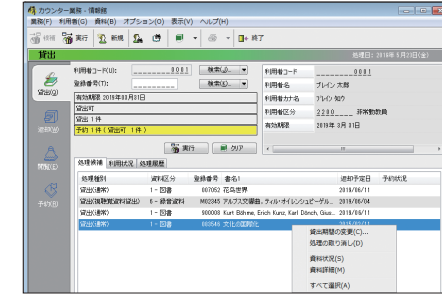 カウンター業務 - 情報館
業務(F) 利用者(G) 資料(B) オプション(O) 表示(V) ヘルプ(H)
候補 実行 新規 終了
貸出 処理日: 2019年 5月23日(金)
貸出(Q)
返却(W)
予約(R)
利用者コード(U): 0081 検索(J)...
登録番号(T): 検索(E)...
有効期限 2019年03月31日
貸出可
貸出 1件
予約 1件 ( 貸出可 1件 )
実行 クリア
利用者コード 0081
利用者名 ブレイン 太郎
利用者カナ名 ブレイン タロウ
利用者区分 2200 非常勤教員
有効期限 2019年 3月 31日
処理候補 利用状況 処理履歴
処理種別 資料区分 登録番号 書名1 返却予定日 予約状況
貸出(通常) 1 - 図書 007052 花鳥世界 2019/06/11
貸出(視聴覚資料貸出) 6 - 録音資料 M02345 アルプス交響曲, ティル・オイレンシュピーゲル... 2019/06/04
貸出(通常) 1 - 図書 900008 Kurt Böhme, Erich Kunz, Karl Dönch, Gius... 2019/06/11
貸出(通常) 1 - 図書 003546 文化の国際化
貸出期間の変更(C)...
処理の取り消し(D)
資料状況(S)
資料詳細(M)
すべて選択(A)